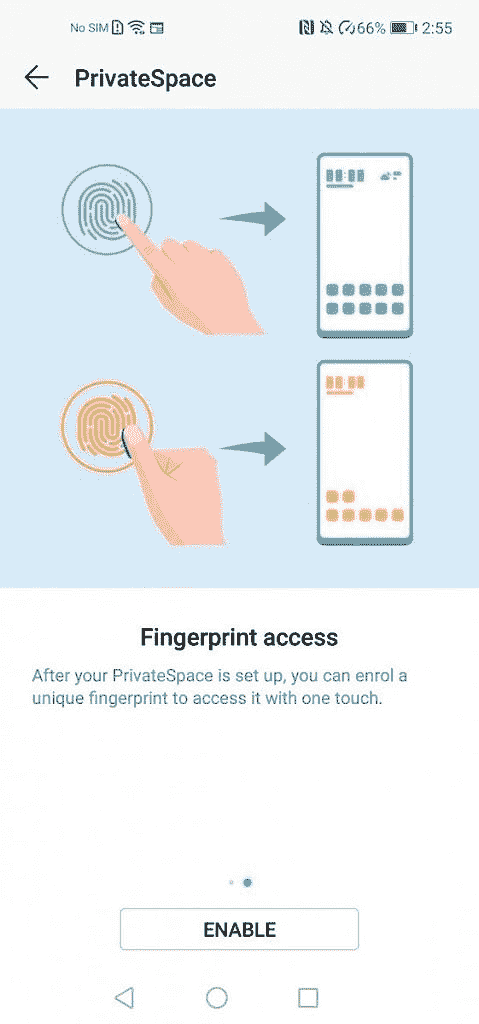 No SIM 66% 2:55
PrivateSpace
Fingerprint access
After your PrivateSpace is set up, you can enrol a
unique fingerprint to access it with one touch.
ENABLE